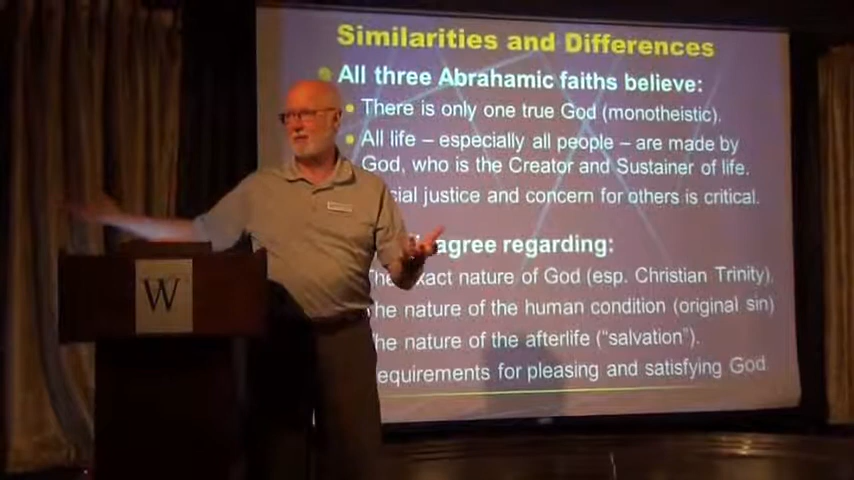 Similarities and Differences
All three Abrahamic faiths believe:
There is only one true God (monotheistic).
All life – especially all people – are made by
God, who is the Creator and Sustainer of life.
justice and concern for others is critical.
regarding:
exact nature of God (esp. Christian Trinity).
nature of the human condition (original sin)
nature of the afterlife ("salvation").
for pleasing and satisfying God
W